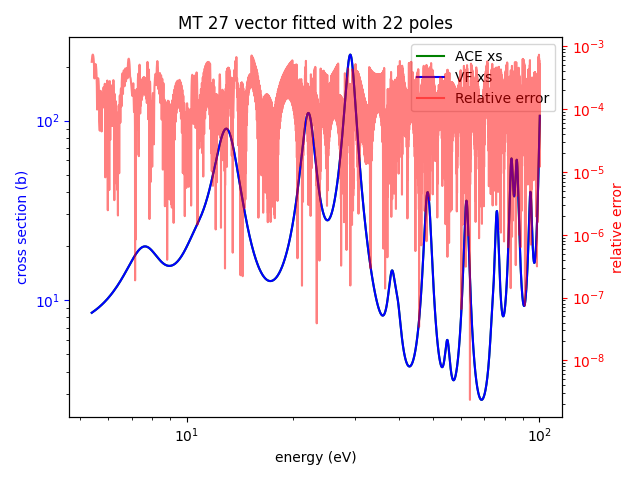 MT 27 vector fitted with 22 poles
ACE xs
VF xs
Relative error
cross section (b)
10²
10¹
10⁻³
10⁻⁴
10⁻⁵
10⁻⁶
10⁻⁷
10⁻⁸
relative error
10¹
10²
energy (eV)